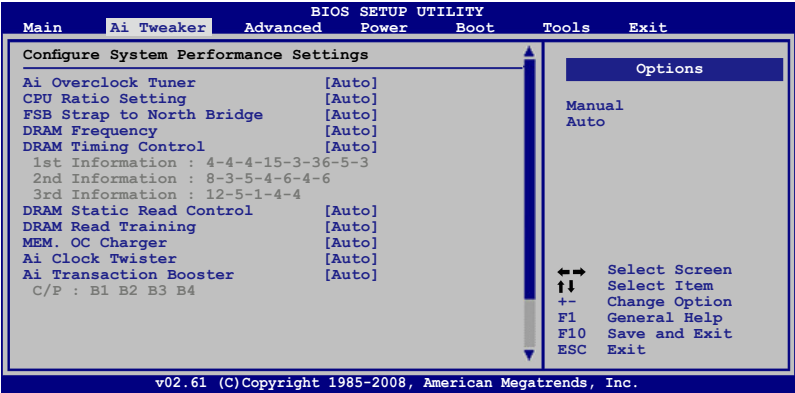 BIOS SETUP UTILITY
Main Ai Tweaker Advanced Power Boot Tools Exit
Configure System Performance Settings
Ai Overclock Tuner [Auto]
CPU Ratio Setting [Auto]
FSB Strap to North Bridge [Auto]
DRAM Frequency [Auto]
DRAM Timing Control [Auto]
1st Information : 4-4-4-15-3-36-5-3
2nd Information : 8-3-5-4-6-4-6
3rd Information : 12-5-1-4-4
DRAM Static Read Control [Auto]
DRAM Read Training [Auto]
MEM. OC Charger [Auto]
Ai Clock Twister [Auto]
Ai Transaction Booster [Auto]
C/P : B1 B2 B3 B4
Options
Manual
Auto
←→ Select Screen
↑↓ Select Item
+- Change Option
F1 General Help
F10 Save and Exit
ESC Exit
v02.61 (C)Copyright 1985-2008, American Megatrends, Inc.